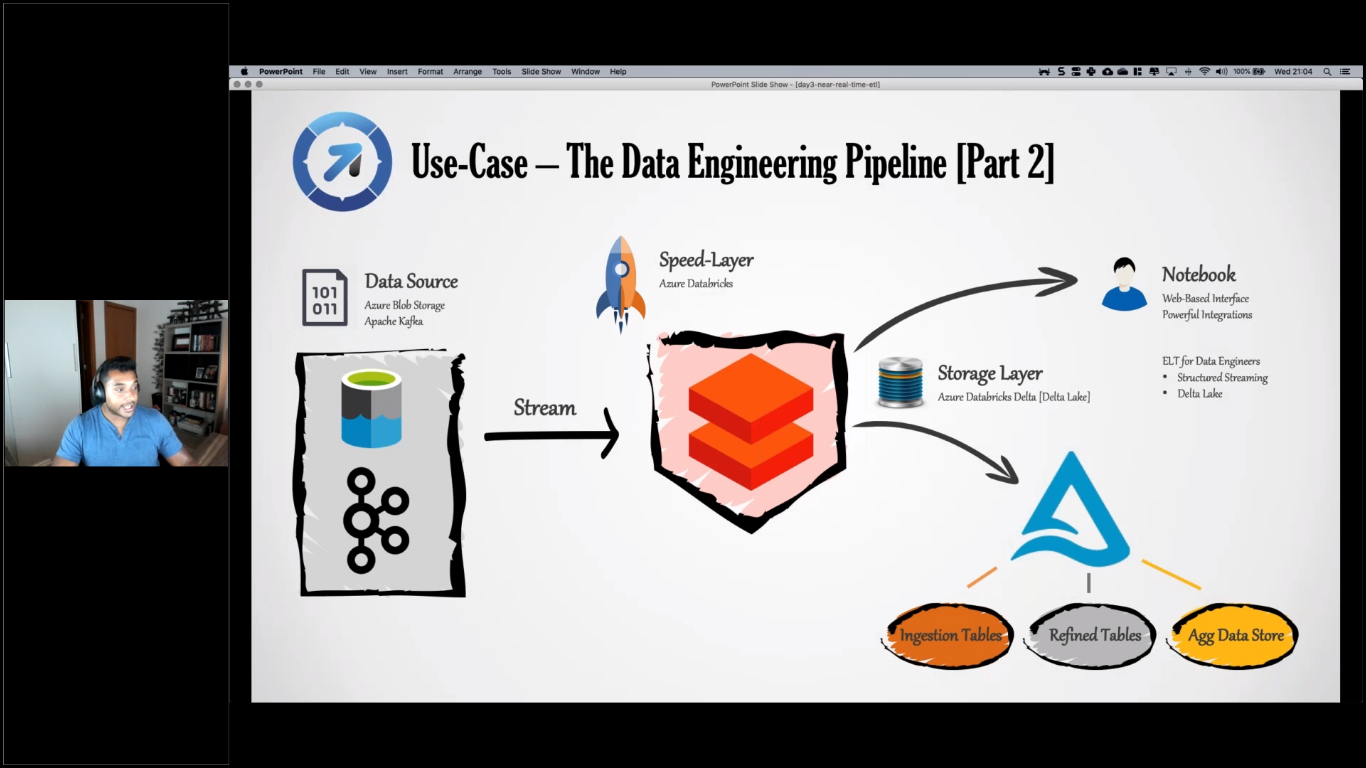 PowerPoint File Edit View Insert Format Arrange Tools Slide Show Window Help
100% Wed 21:04
PowerPoint Slide Show - [day3-near-real-time-etl]
Use-Case – The Data Engineering Pipeline [Part 2]
Data Source
Azure Blob Storage
Apache Kafka
101
011
Stream
Speed-Layer
Azure Databricks
Storage Layer
Azure Databricks Delta [Delta Lake]
Notebook
Web-Based Interface
Powerful Integrations
ELT for Data Engineers
• Structured Streaming
• Delta Lake
Ingestion Tables
Refined Tables
Agg Data Store